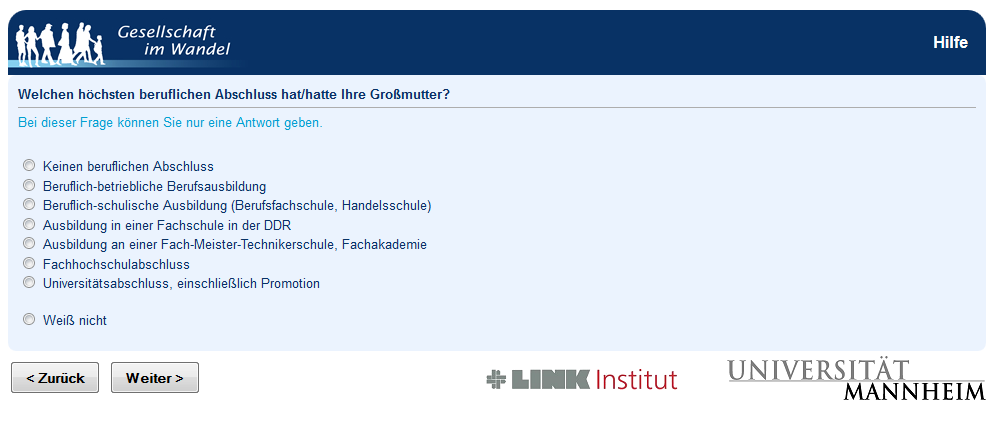 Gesellschaft
im Wandel
Hilfe
Welchen höchsten beruflichen Abschluss hat/hatte Ihre Großmutter?
Bei dieser Frage können Sie nur eine Antwort geben.
Keinen beruflichen Abschluss
Beruflich-betriebliche Berufsausbildung
Beruflich-schulische Ausbildung (Berufsfachschule, Handelsschule)
Ausbildung in einer Fachschule in der DDR
Ausbildung an einer Fach-Meister-Technikerschule, Fachakademie
Fachhochschulabschluss
Universitätsabschluss, einschließlich Promotion
Weiß nicht
< Zurück
Weiter >
LINK Institut
UNIVERSITÄT
MANNHEIM